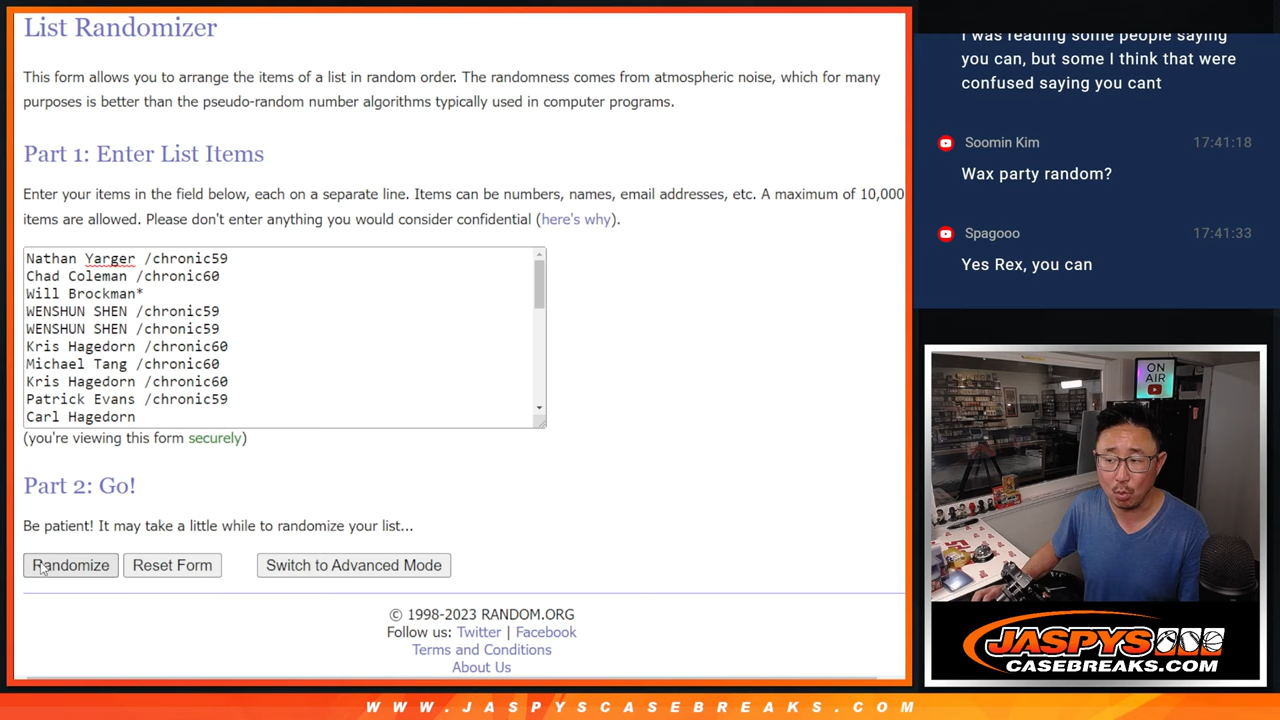 List Randomizer
This form allows you to arrange the items of a list in random order. The randomness comes from atmospheric noise, which for many
purposes is better than the pseudo-random number algorithms typically used in computer programs.
Part 1: Enter List Items
Enter your items in the field below, each on a separate line. Items can be numbers, names, email addresses, etc. A maximum of 10,000
items are allowed. Please don't enter anything you would consider confidential (here's why).
Nathan Yarger /chronic59
Chad Coleman /chronic60
Will Brockman*
WENSHUN SHEN /chronic59
WENSHUN SHEN /chronic59
Kris Hagedorn /chronic60
Michael Tang /chronic60
Kris Hagedorn /chronic60
Patrick Evans /chronic59
Carl Hagedorn
(you're viewing this form securely)
Part 2: Go!
Be patient! It may take a little while to randomize your list...
Randomize
Reset Form
Switch to Advanced Mode
© 1998-2023 RANDOM.ORG
Follow us: Twitter | Facebook
Terms and Conditions
About Us
I was reading some people saying
you can, but some I think that were
confused saying you cant
Soomin Kim 17:41:18
Wax party random?
Spagooo 17:41:33
Yes Rex, you can
ON
AIR
JASPYS
CASEBREAKS.COM
WWW.JASPYSCASEBREAKS.COM